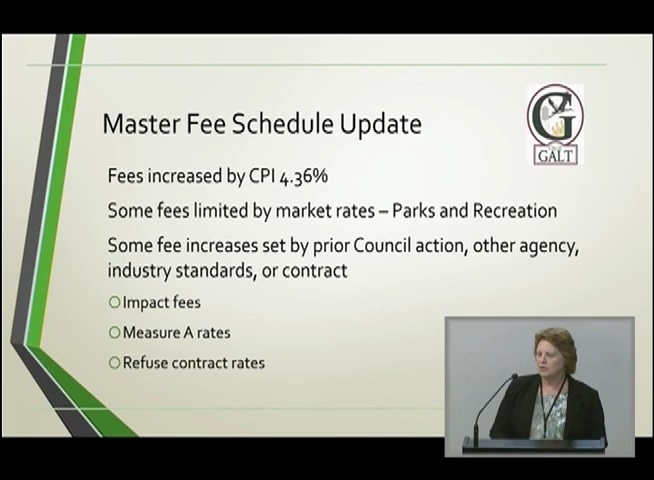 Master Fee Schedule Update
G
GALT
Fees increased by CPI 4.36%
Some fees limited by market rates – Parks and Recreation
Some fee increases set by prior Council action, other agency,
industry standards, or contract
Impact fees
Measure A rates
Refuse contract rates